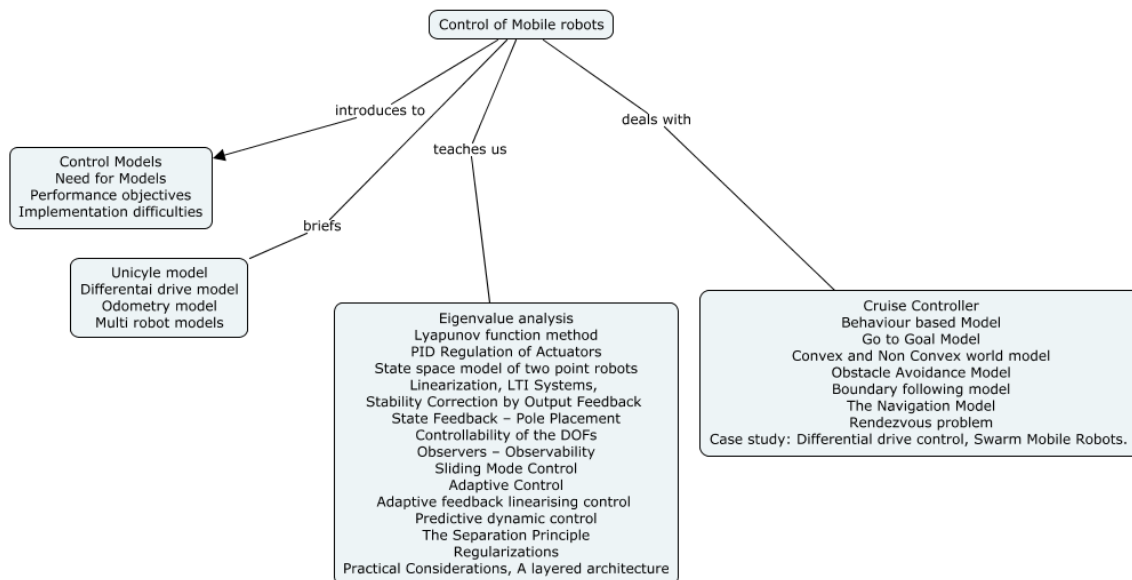 Control of Mobile robots
introduces to
deals with
teaches us
briefs
Control Models
Need for Models
Performance objectives
Implementation difficulties
Unicyle model
Differentai drive model
Odometry model
Multi robot models
Eigenvalue analysis
Lyapunov function method
PID Regulation of Actuators
State space model of two point robots
Linearization, LTI Systems,
Stability Correction by Output Feedback
State Feedback – Pole Placement
Controllability of the DOFs
Observers – Observability
Sliding Mode Control
Adaptive Control
Adaptive feedback linearising control
Predictive dynamic control
The Separation Principle
Regularizations
Practical Considerations, A layered architecture
Cruise Controller
Behaviour based Model
Go to Goal Model
Convex and Non Convex world model
Obstacle Avoidance Model
Boundary following model
The Navigation Model
Rendezvous problem
Case study: Differential drive control, Swarm Mobile Robots.